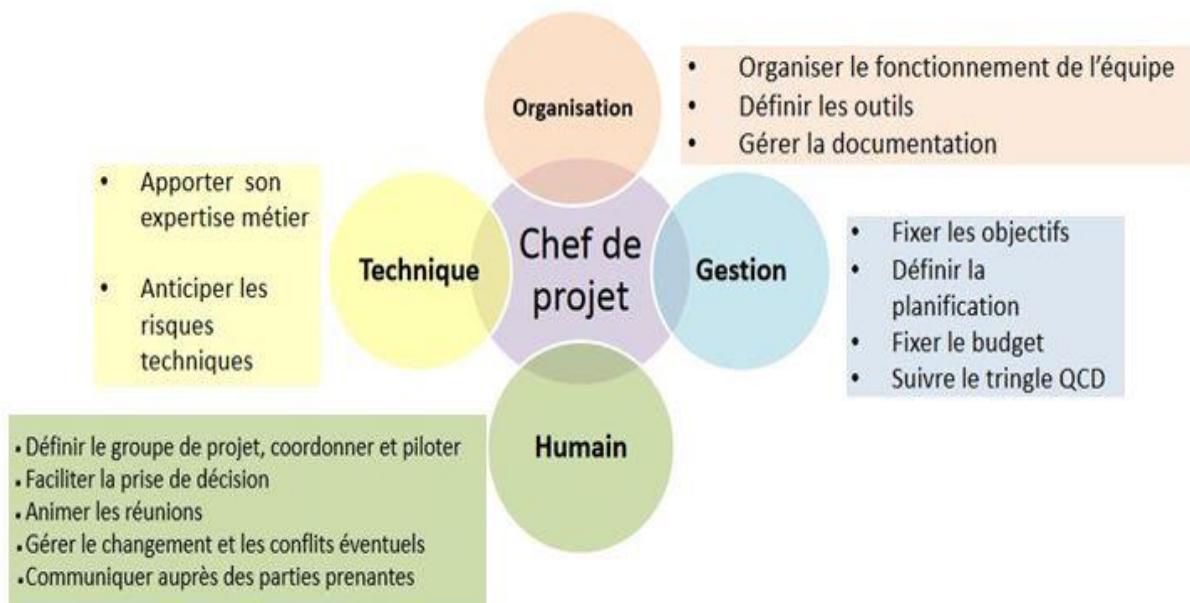 Organisation
• Organiser le fonctionnement de l'équipe
• Définir les outils
• Gérer la documentation
• Apporter son
expertise métier
• Anticiper les
risques
techniques
Technique
Chef de
projet
Gestion
• Fixer les objectifs
• Définir la
planification
• Fixer le budget
• Suivre le tringle QCD
Humain
• Définir le groupe de projet, coordonner et piloter
• Faciliter la prise de décision
• Animer les réunions
• Gérer le changement et les conflits éventuels
• Communiquer auprès des parties prenantes